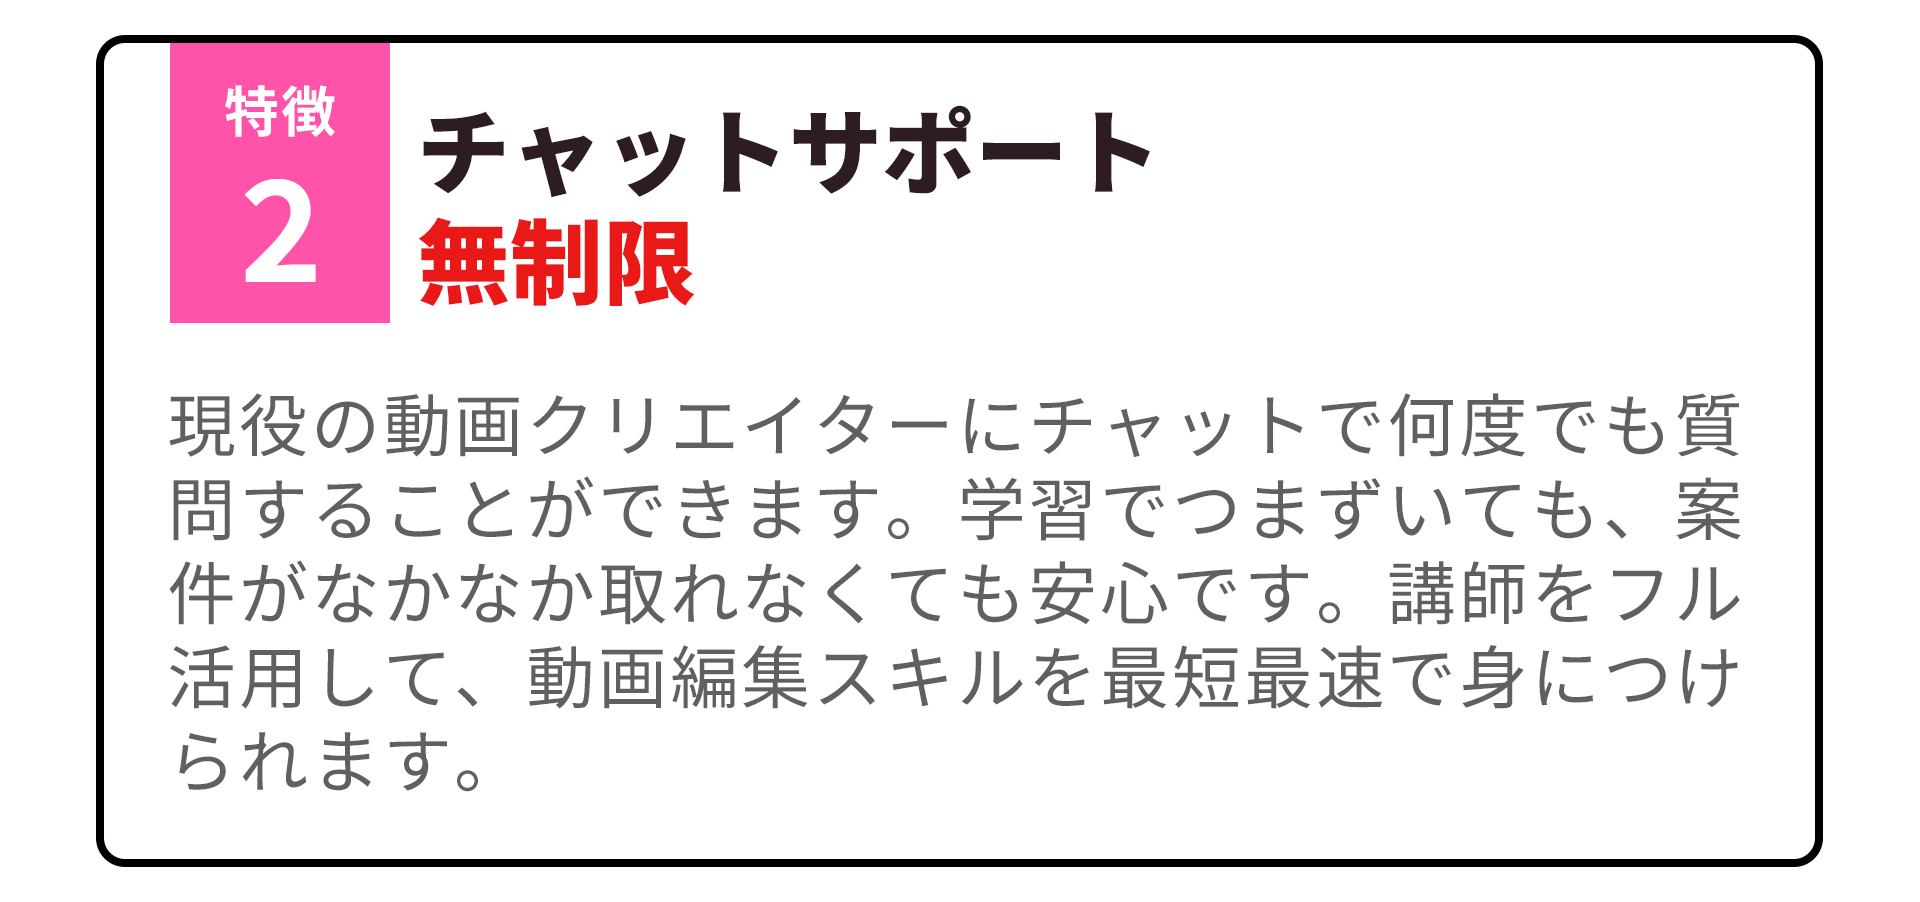 特徴
2
チャットサポート
無制限
現役の動画クリエイターにチャットで何度でも質
問することができます。学習でつまずいても、案
件がなかなか取れなくても安心です。講師をフル
活用して、動画編集スキルを最短最速で身につけ
られます。